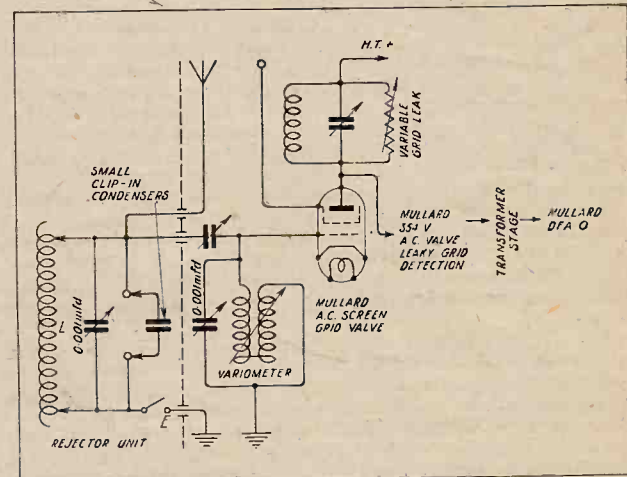 H.T. +
VARIABLE
GRID LEAK
SMALL
CLIP-IN
CONDENSERS
L
0·001mfd
0·001mfd
VARIOMETER
E
REJECTOR UNIT
MULLARD
A.C. SCREEN
GRID VALVE
MULLARD
354 V
A.C. VALVE
LEAKY GRID
DETECTION
TRANSFORMER
STAGE
MULLARD
DFA O